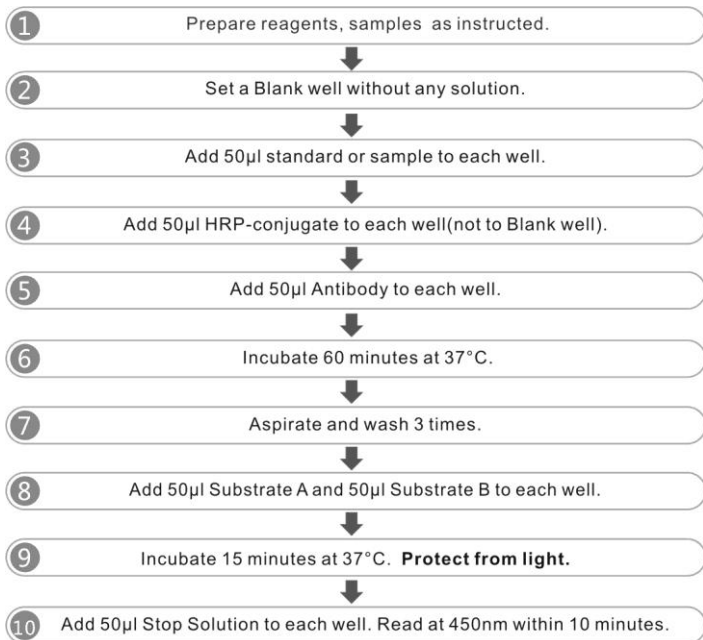 1 Prepare reagents, samples as instructed.
2 Set a Blank well without any solution.
3 Add 50µl standard or sample to each well.
4 Add 50µl HRP-conjugate to each well(not to Blank well).
5 Add 50µl Antibody to each well.
6 Incubate 60 minutes at 37°C.
7 Aspirate and wash 3 times.
8 Add 50µl Substrate A and 50µl Substrate B to each well.
9 Incubate 15 minutes at 37°C. Protect from light.
10 Add 50µl Stop Solution to each well. Read at 450nm within 10 minutes.